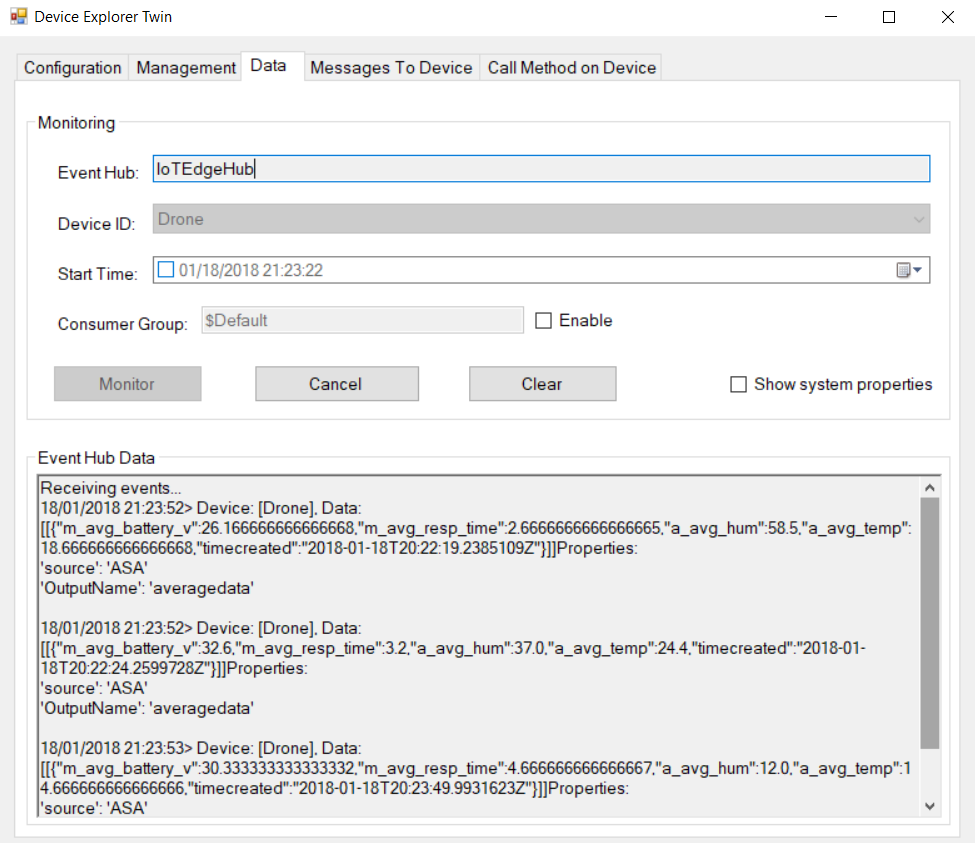 Device Explorer Twin
Configuration Management Data Messages To Device Call Method on Device
Monitoring
Event Hub: IoTEdgeHub
Device ID: Drone
Start Time: 01/18/2018 21:23:22
Consumer Group: $Default Enable
Monitor Cancel Clear Show system properties
Event Hub Data
Receiving events...
18/01/2018 21:23:52> Device: [Drone], Data:
[[{"m_avg_battery_v":26.166666666666668,"m_avg_resp_time":2.6666666666666665,"a_avg_hum":58.5,"a_avg_temp":
18.666666666666668,"timecreated":"2018-01-18T20:22:19.2385109Z"}]]Properties:
'source': 'ASA'
'OutputName': 'averagedata'
18/01/2018 21:23:52> Device: [Drone], Data:
[[{"m_avg_battery_v":32.6,"m_avg_resp_time":3.2,"a_avg_hum":37.0,"a_avg_temp":24.4,"timecreated":"2018-01-
18T20:22:24.2599728Z"}]]Properties:
'source': 'ASA'
'OutputName': 'averagedata'
18/01/2018 21:23:53> Device: [Drone], Data:
[[{"m_avg_battery_v":30.333333333333332,"m_avg_resp_time":4.666666666666667,"a_avg_hum":12.0,"a_avg_temp":1
4.666666666666666,"timecreated":"2018-01-18T20:23:49.9931623Z"}]]Properties:
'source': 'ASA'